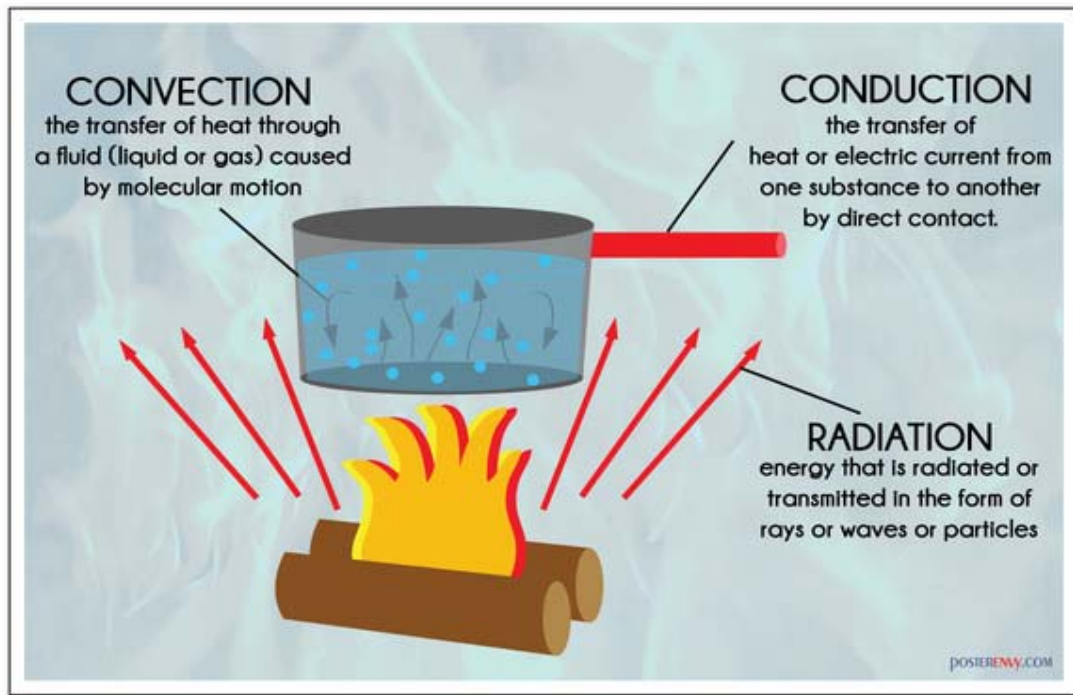 CONVECTION
the transfer of heat through
a fluid (liquid or gas) caused
by molecular motion
CONDUCTION
the transfer of
heat or electric current from
one substance to another
by direct contact.
RADIATION
energy that is radiated or
transmitted in the form of
rays or waves or particles
POSTERENVY.COM